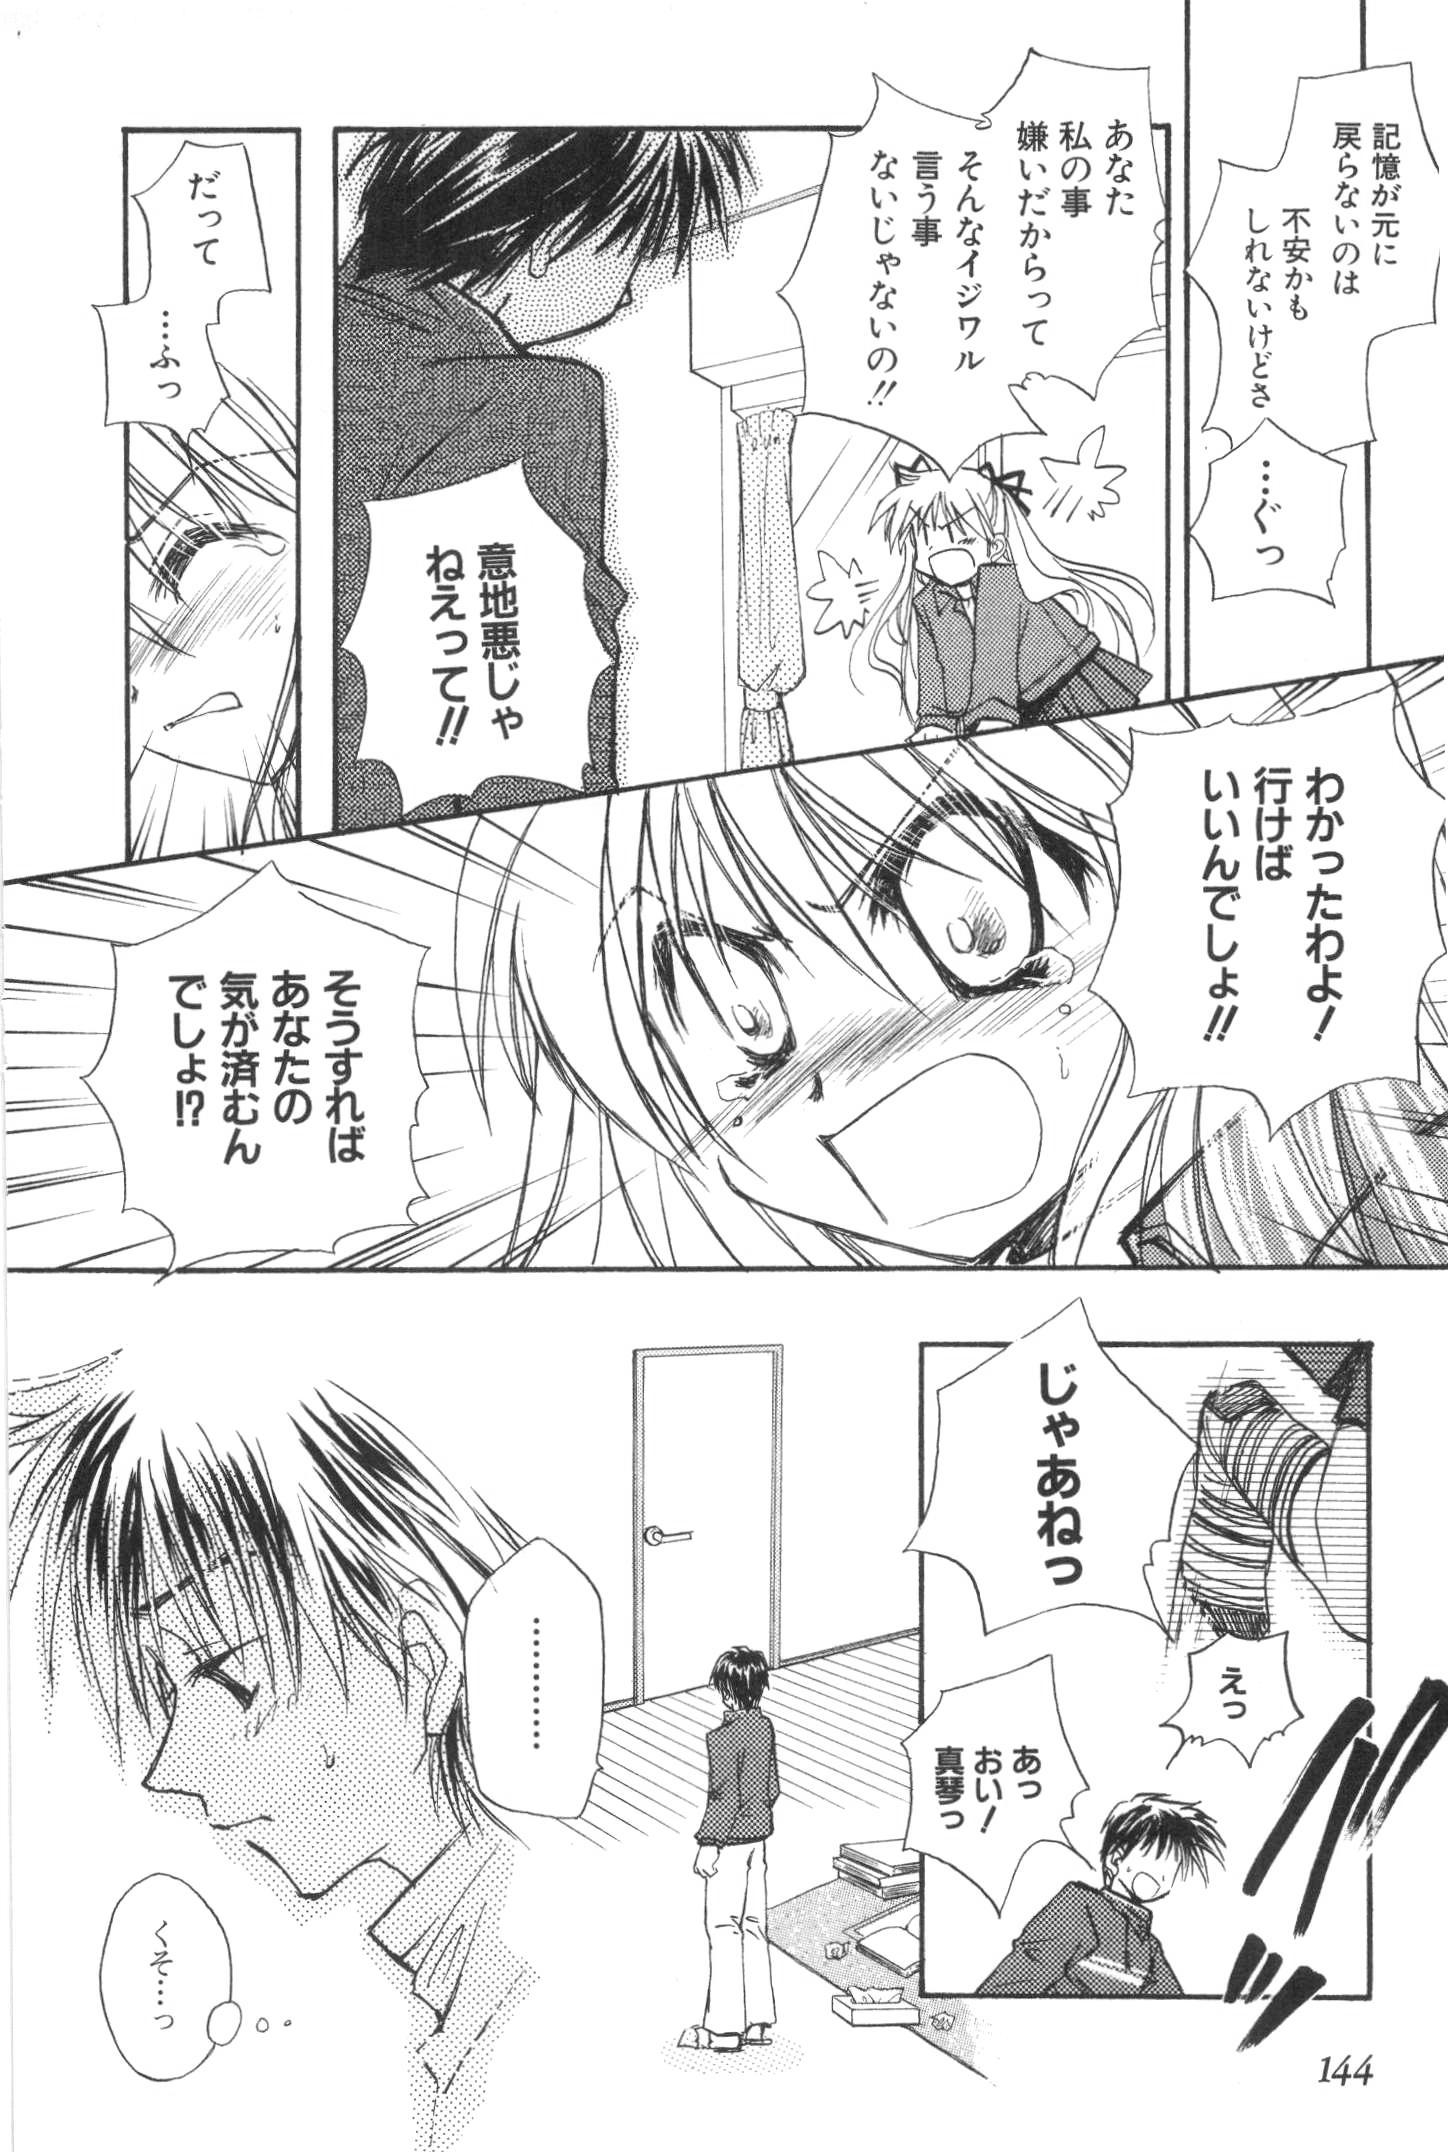 記憶が元に
戻らないのは
不安かも
しれないけどさ
…ぐっ
あなた
私の事
嫌いだからって
そんなイジワル
言う事
ないじゃないの!!
意地悪じゃ
ねえって!!
だって
…ふっ
わかったわよ!
行けば
いいんでしょ!!
そうすれば
あなたの
気が済むん
でしょ!?
じゃあねっ
えっ
あっ
おい!
真琴っ
バッ
…………
くそ…っ
144